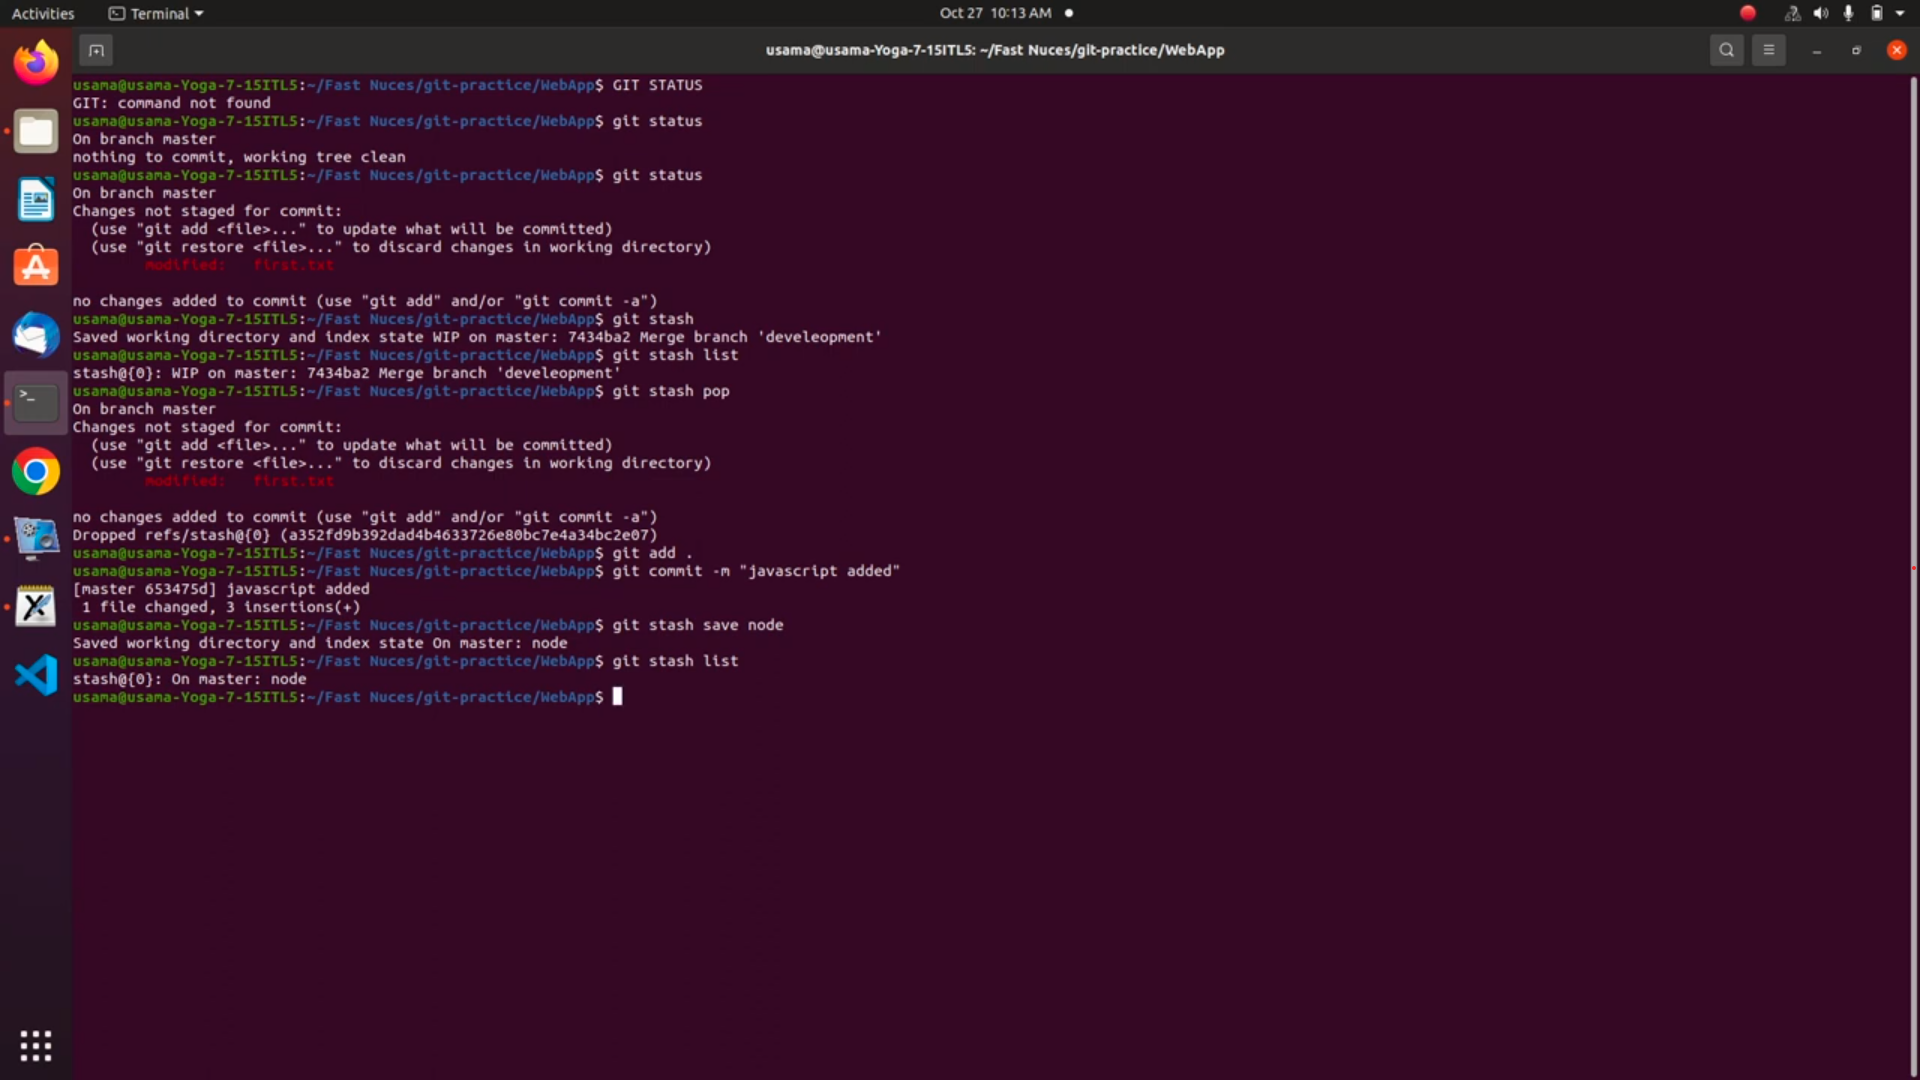 Activities
Terminal
Oct 27 10:13 AM
usama@usama-Yoga-7-15ITL5: ~/Fast Nuces/git-practice/WebApp
usama@usama-Yoga-7-15ITL5:~/Fast Nuces/git-practice/WebApp$ GIT STATUS
GIT: command not found
usama@usama-Yoga-7-15ITL5:~/Fast Nuces/git-practice/WebApp$ git status
On branch master
nothing to commit, working tree clean
usama@usama-Yoga-7-15ITL5:~/Fast Nuces/git-practice/WebApp$ git status
On branch master
Changes not staged for commit:
  (use "git add <file>..." to update what will be committed)
  (use "git restore <file>..." to discard changes in working directory)
        modified:   first.txt
no changes added to commit (use "git add" and/or "git commit -a")
usama@usama-Yoga-7-15ITL5:~/Fast Nuces/git-practice/WebApp$ git stash
Saved working directory and index state WIP on master: 7434ba2 Merge branch 'develeopment'
usama@usama-Yoga-7-15ITL5:~/Fast Nuces/git-practice/WebApp$ git stash list
stash@{0}: WIP on master: 7434ba2 Merge branch 'develeopment'
usama@usama-Yoga-7-15ITL5:~/Fast Nuces/git-practice/WebApp$ git stash pop
On branch master
Changes not staged for commit:
  (use "git add <file>..." to update what will be committed)
  (use "git restore <file>..." to discard changes in working directory)
        modified:   first.txt
no changes added to commit (use "git add" and/or "git commit -a")
Dropped refs/stash@{0} (a352fd9b392dad4b4633726e80bc7e4a34bc2e07)
usama@usama-Yoga-7-15ITL5:~/Fast Nuces/git-practice/WebApp$ git add .
usama@usama-Yoga-7-15ITL5:~/Fast Nuces/git-practice/WebApp$ git commit -m "javascript added"
[master 653475d] javascript added
 1 file changed, 3 insertions(+)
usama@usama-Yoga-7-15ITL5:~/Fast Nuces/git-practice/WebApp$ git stash save node
Saved working directory and index state On master: node
usama@usama-Yoga-7-15ITL5:~/Fast Nuces/git-practice/WebApp$ git stash list
stash@{0}: On master: node
usama@usama-Yoga-7-15ITL5:~/Fast Nuces/git-practice/WebApp$